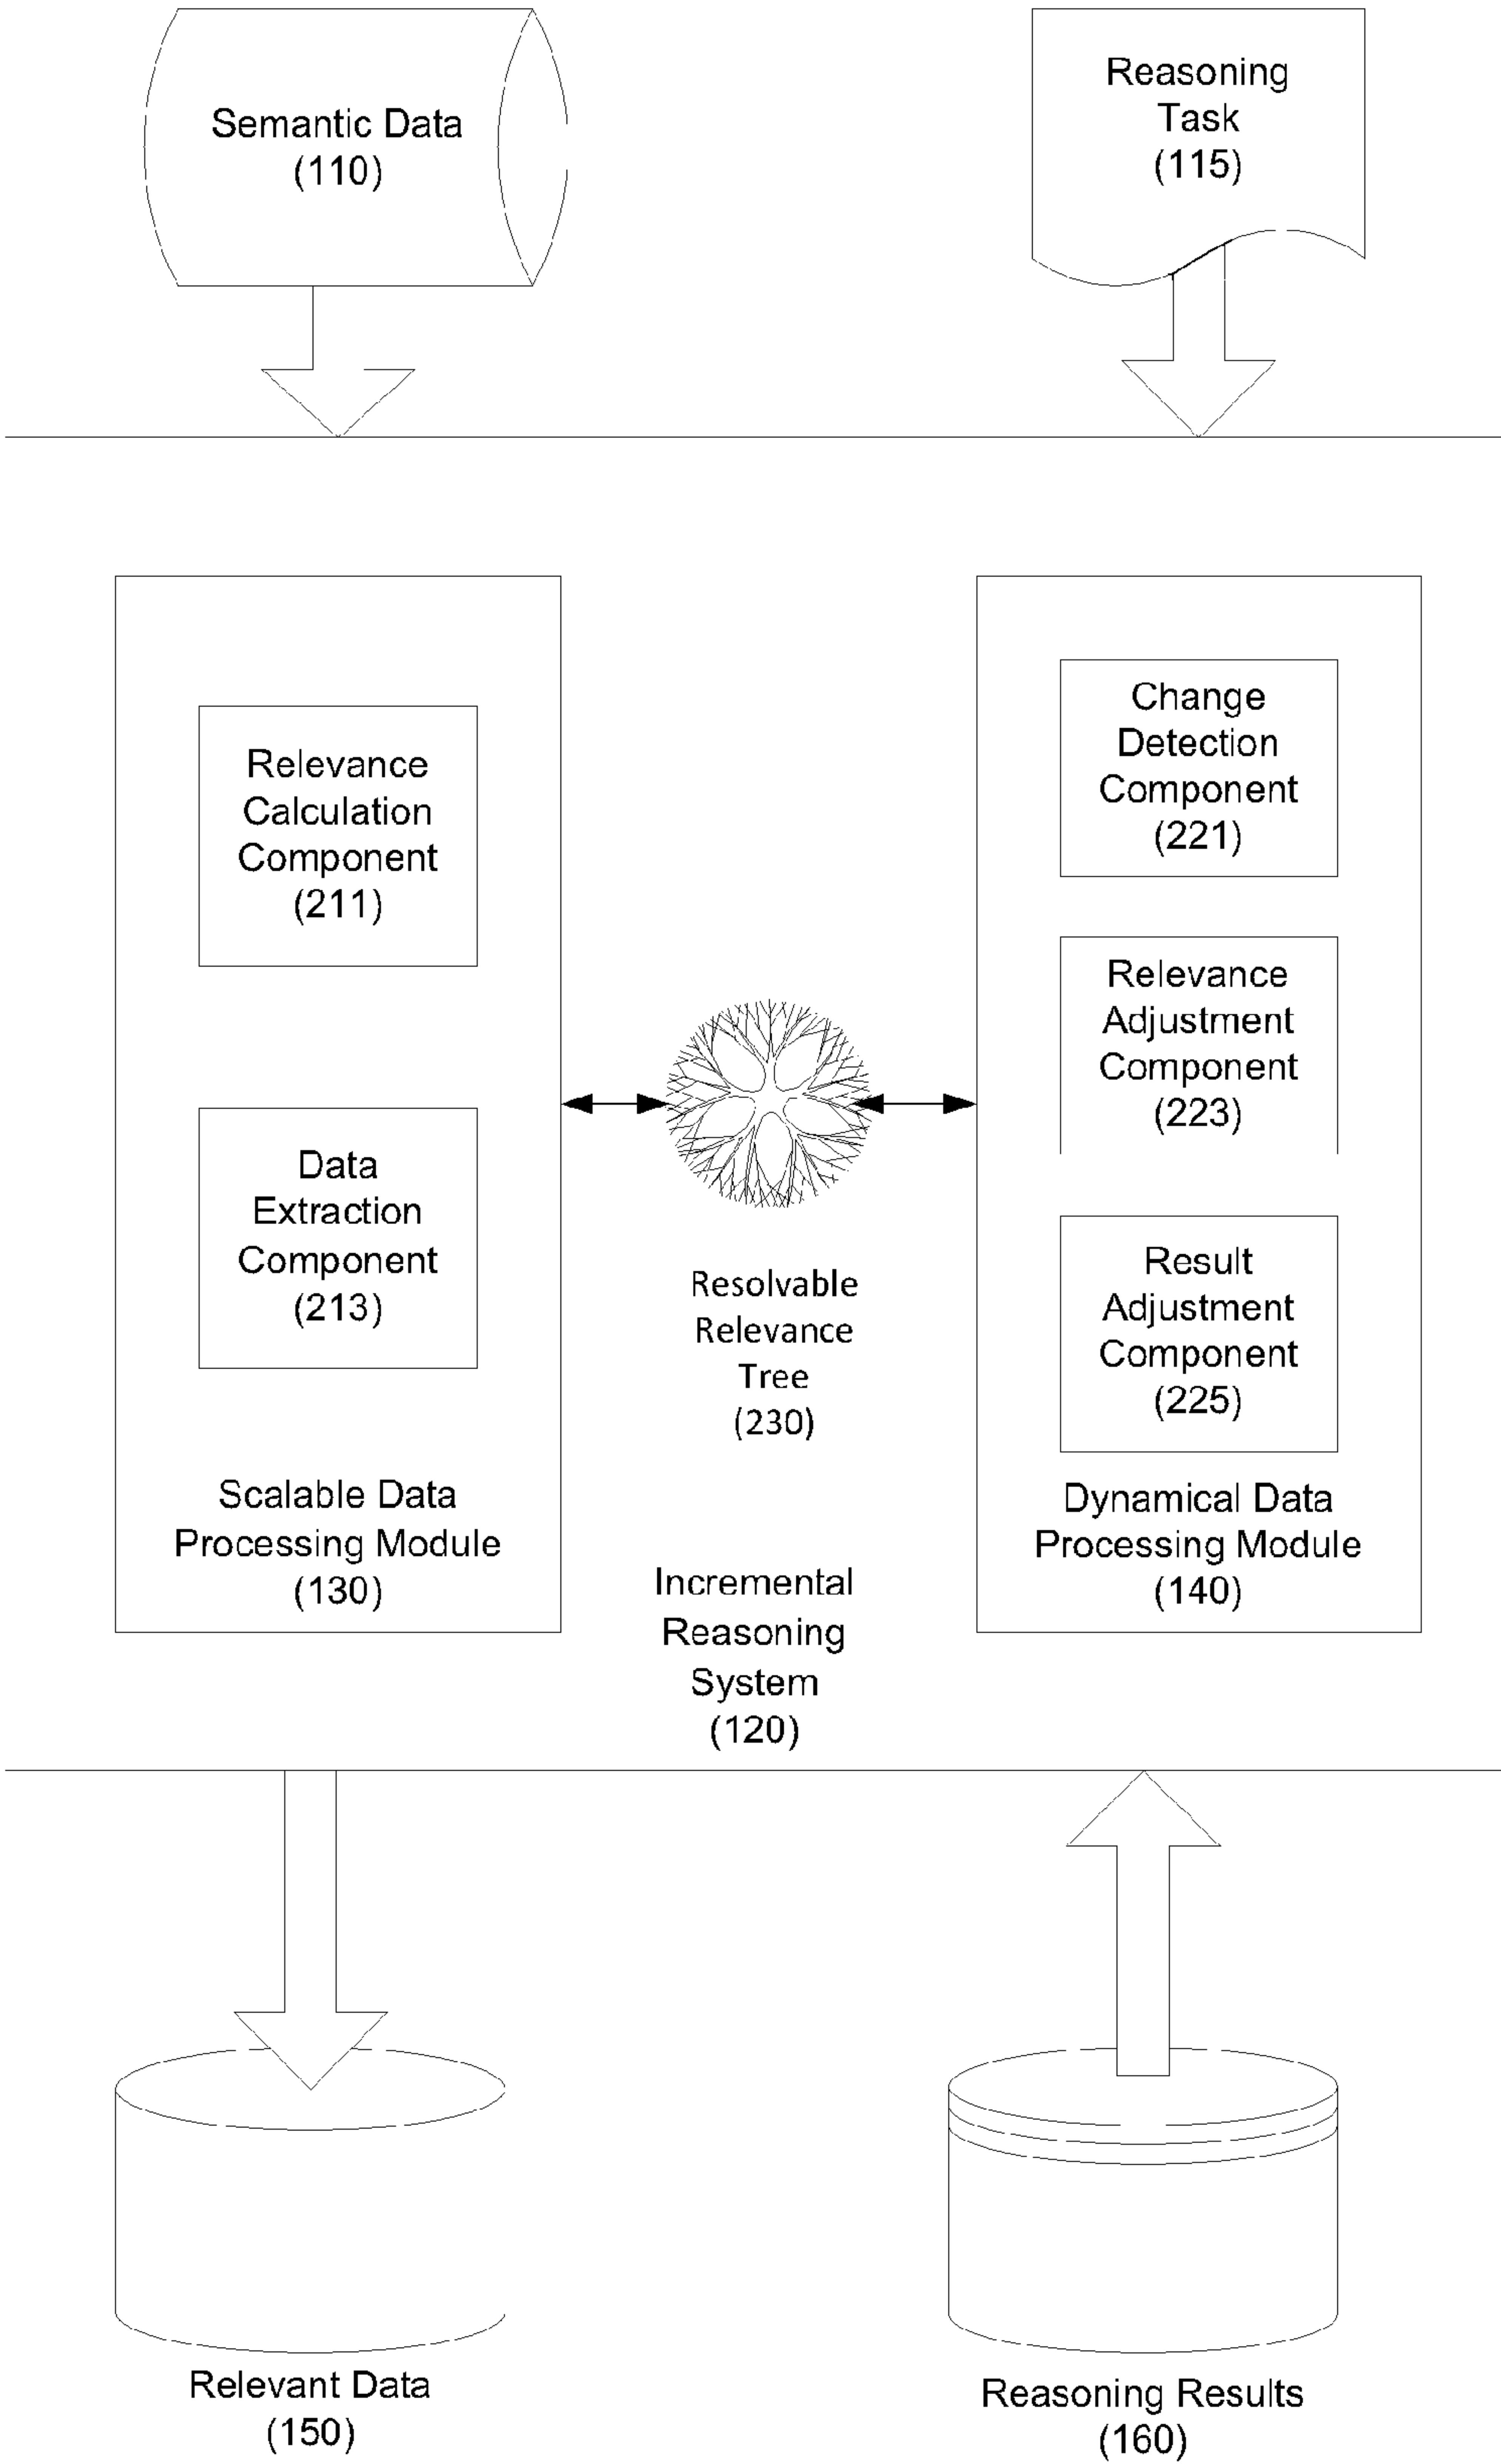 Semantic Data
(110)
Reasoning
Task
(115)
Relevance
Calculation
Component
(211)
Data
Extraction
Component
(213)
Scalable Data
Processing Module
(130)
Resolvable
Relevance
Tree
(230)
Incremental
Reasoning
System
(120)
Change
Detection
Component
(221)
Relevance
Adjustment
Component
(223)
Result
Adjustment
Component
(225)
Dynamical Data
Processing Module
(140)
Relevant Data
(150)
Reasoning Results
(160)